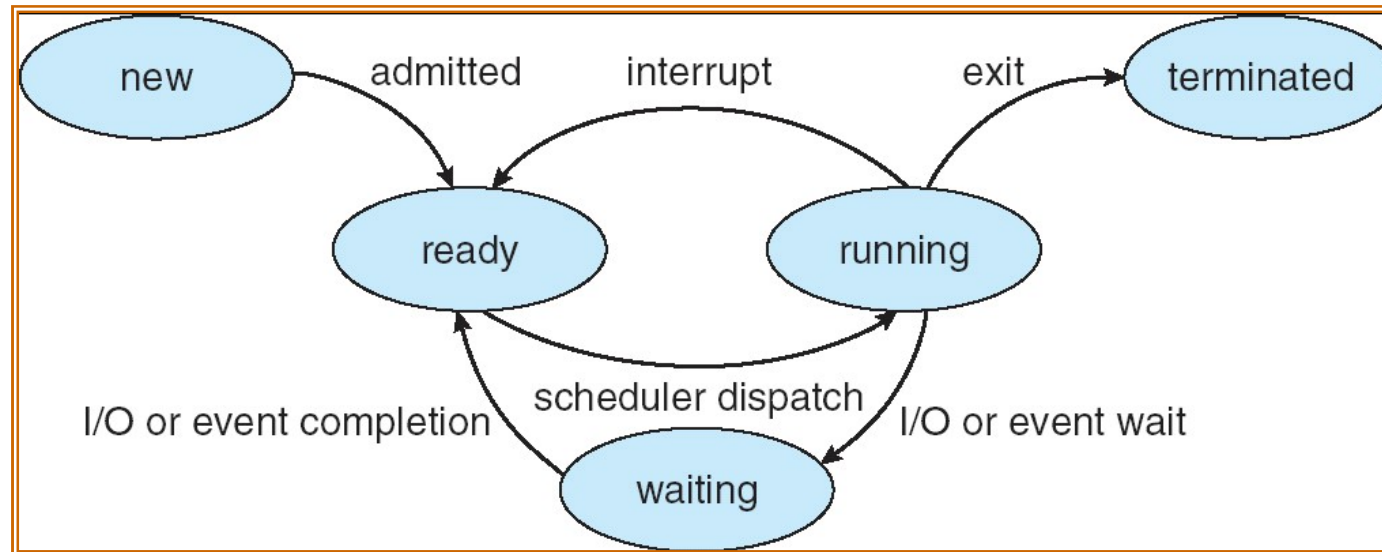 new
admitted
interrupt
exit
terminated
ready
running
I/O or event completion
scheduler dispatch
I/O or event wait
waiting